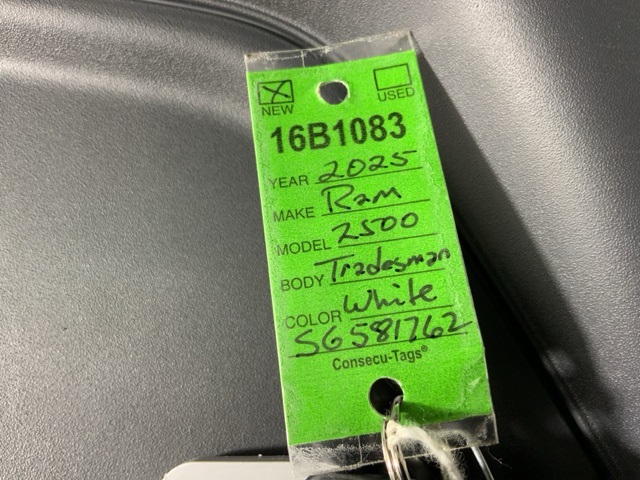 NEW USED
16B1083
YEAR 2025
MAKE Ram
MODEL 2500
BODY Tradesman
COLOR White
SG581762
Consecu-Tags®